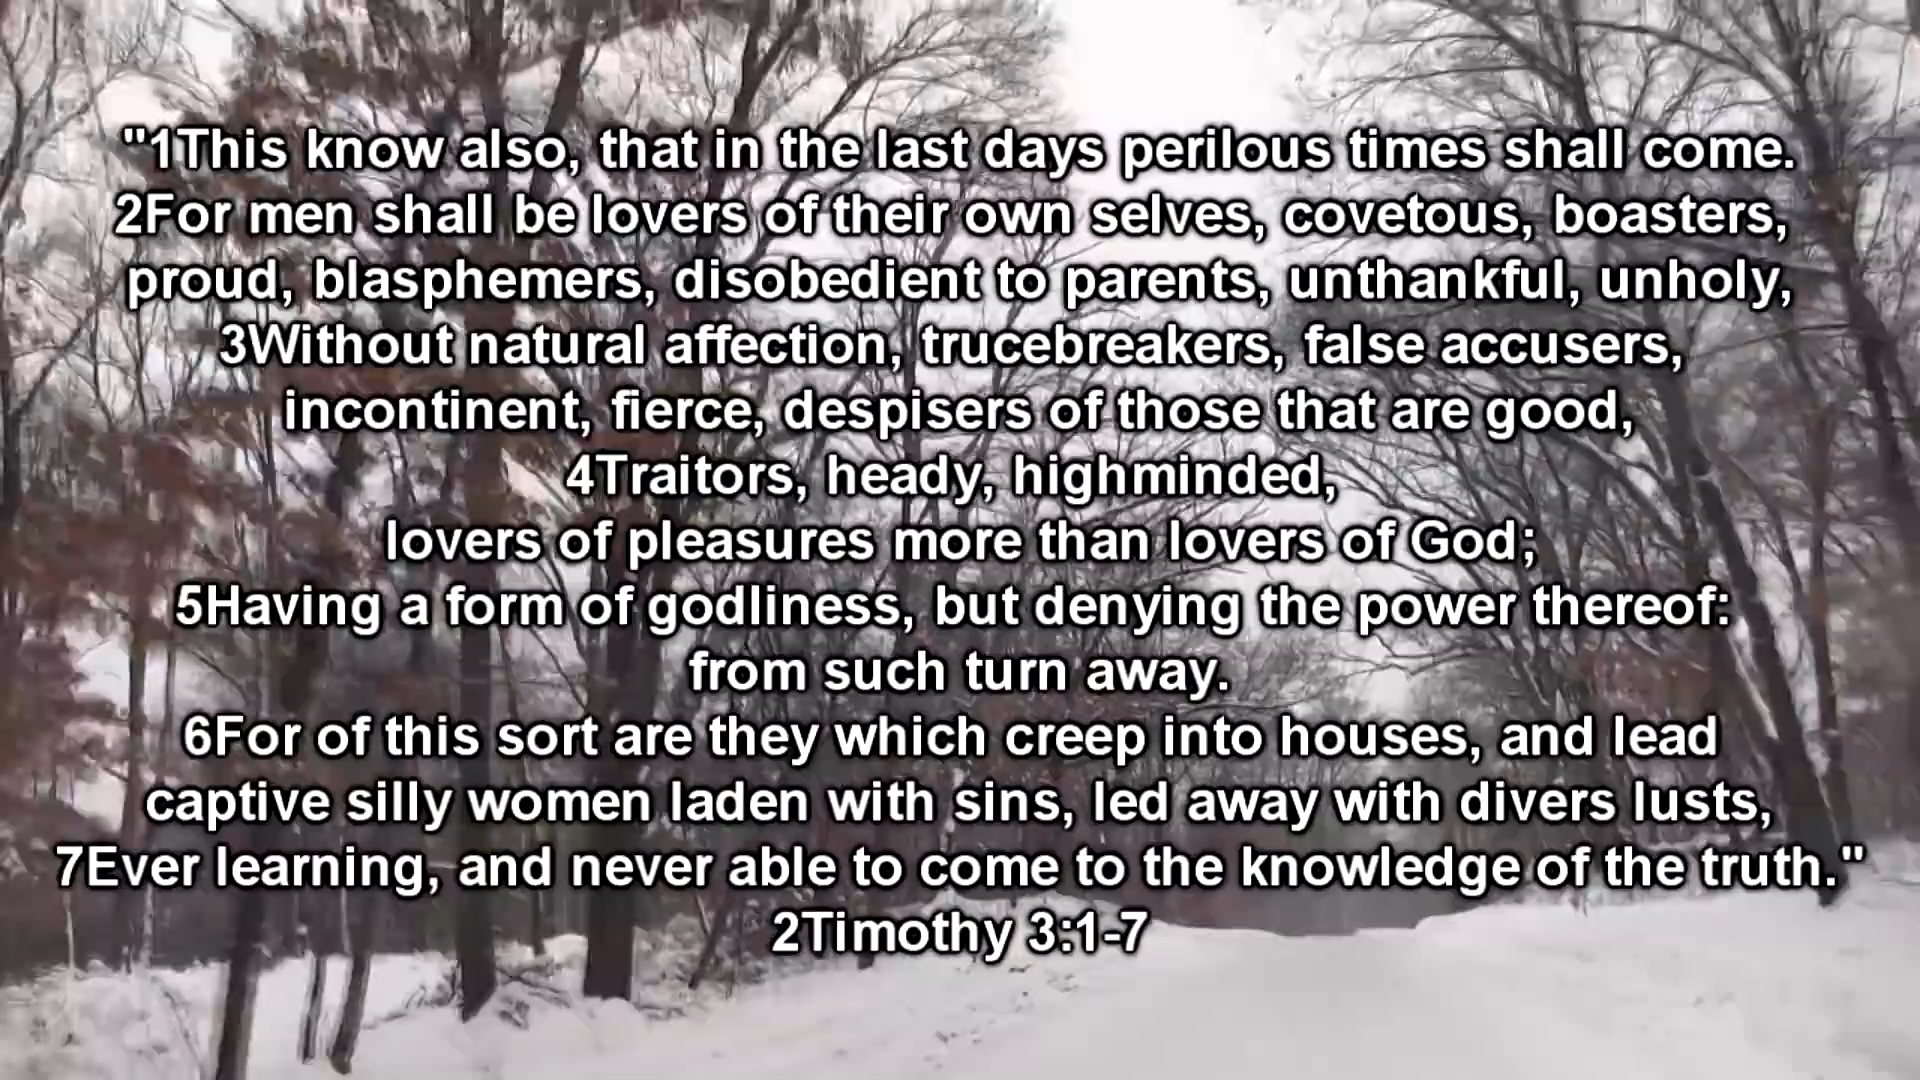 "1This know also, that in the last days perilous times shall come.
2For men shall be lovers of their own selves, covetous, boasters,
proud, blasphemers, disobedient to parents, unthankful, unholy,
3Without natural affection, trucebreakers, false accusers,
incontinent, fierce, despisers of those that are good,
4Traitors, heady, highminded,
lovers of pleasures more than lovers of God;
5Having a form of godliness, but denying the power thereof:
from such turn away.
6For of this sort are they which creep into houses, and lead
captive silly women laden with sins, led away with divers lusts,
7Ever learning, and never able to come to the knowledge of the truth."
2Timothy 3:1-7